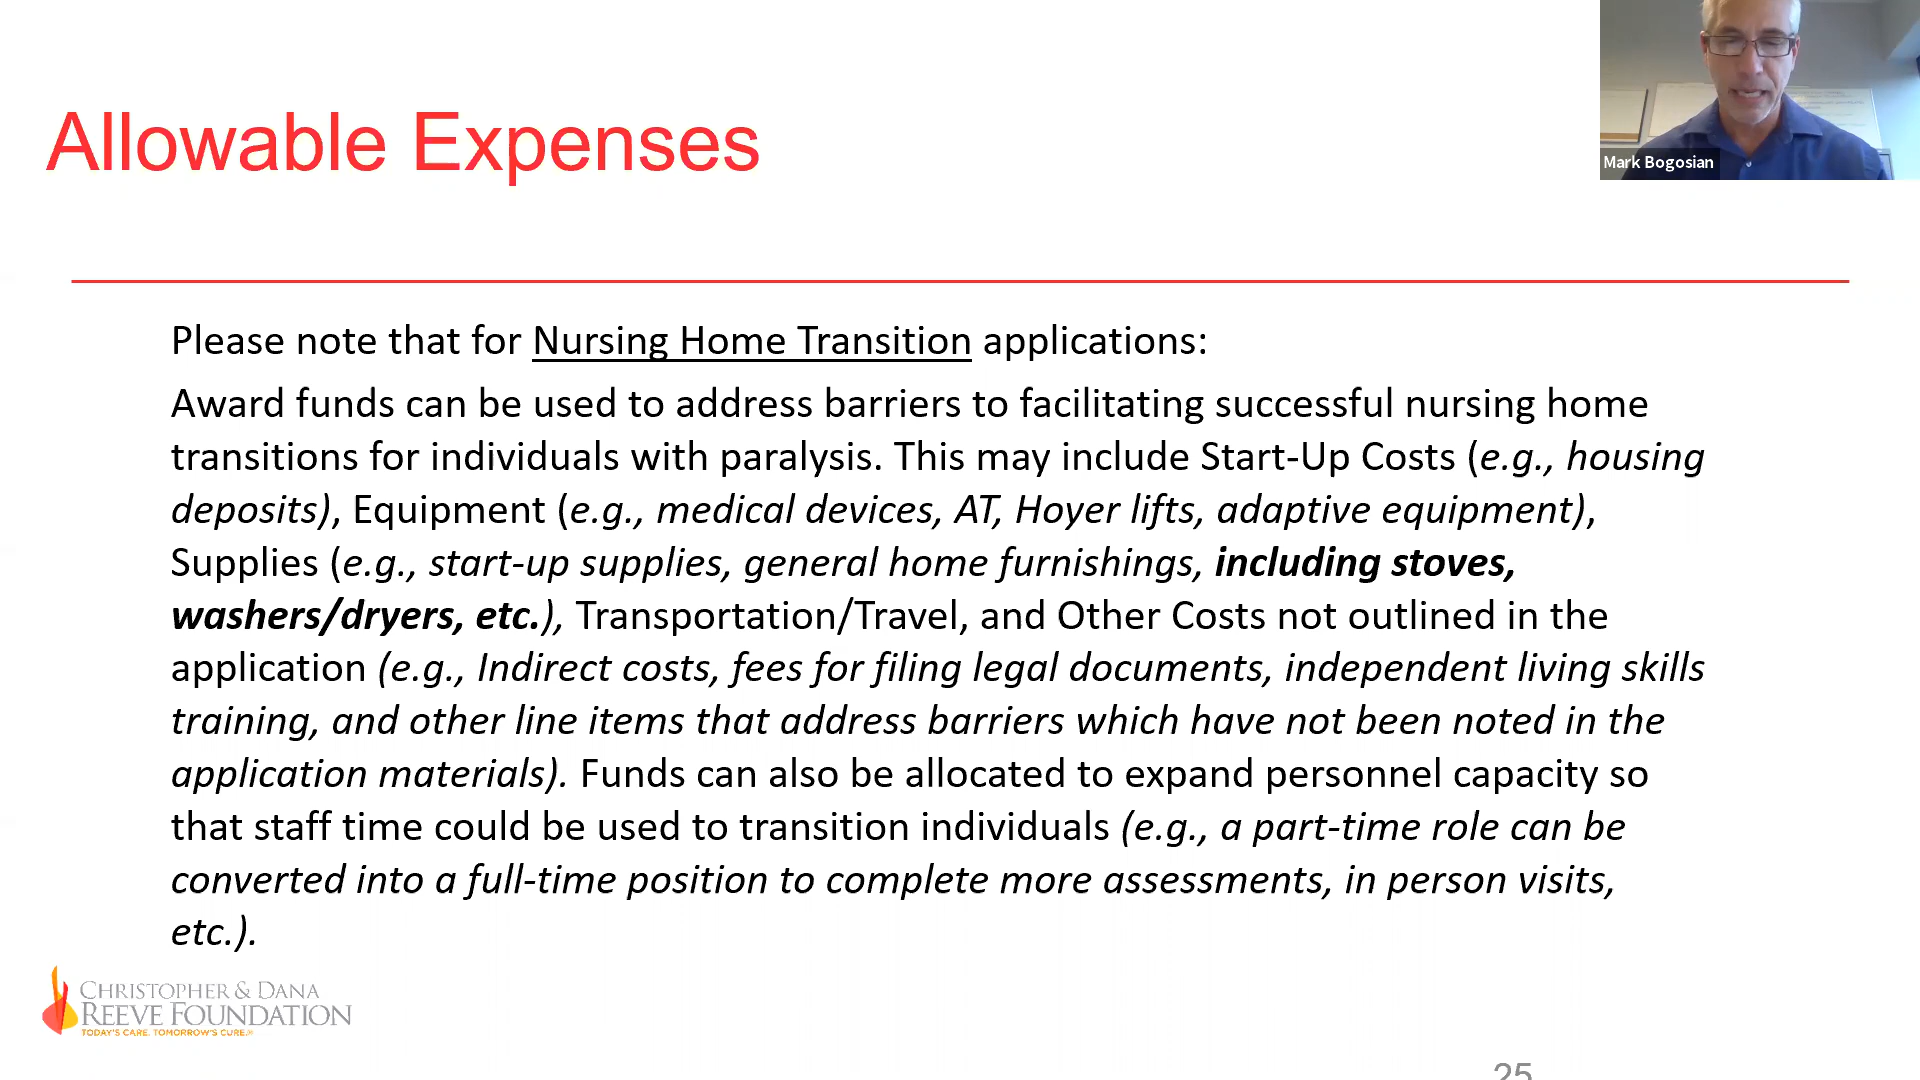 Allowable Expenses
Mark Bogosian
Please note that for Nursing Home Transition applications:
Award funds can be used to address barriers to facilitating successful nursing home
transitions for individuals with paralysis. This may include Start-Up Costs (e.g., housing
deposits), Equipment (e.g., medical devices, AT, Hoyer lifts, adaptive equipment),
Supplies (e.g., start-up supplies, general home furnishings, including stoves,
washers/dryers, etc.), Transportation/Travel, and Other Costs not outlined in the
application (e.g., Indirect costs, fees for filing legal documents, independent living skills
training, and other line items that address barriers which have not been noted in the
application materials). Funds can also be allocated to expand personnel capacity so
that staff time could be used to transition individuals (e.g., a part-time role can be
converted into a full-time position to complete more assessments, in person visits,
etc.).
CHRISTOPHER & DANA
REEVE FOUNDATION
TODAY'S CARE. TOMORROW'S CURE.
25